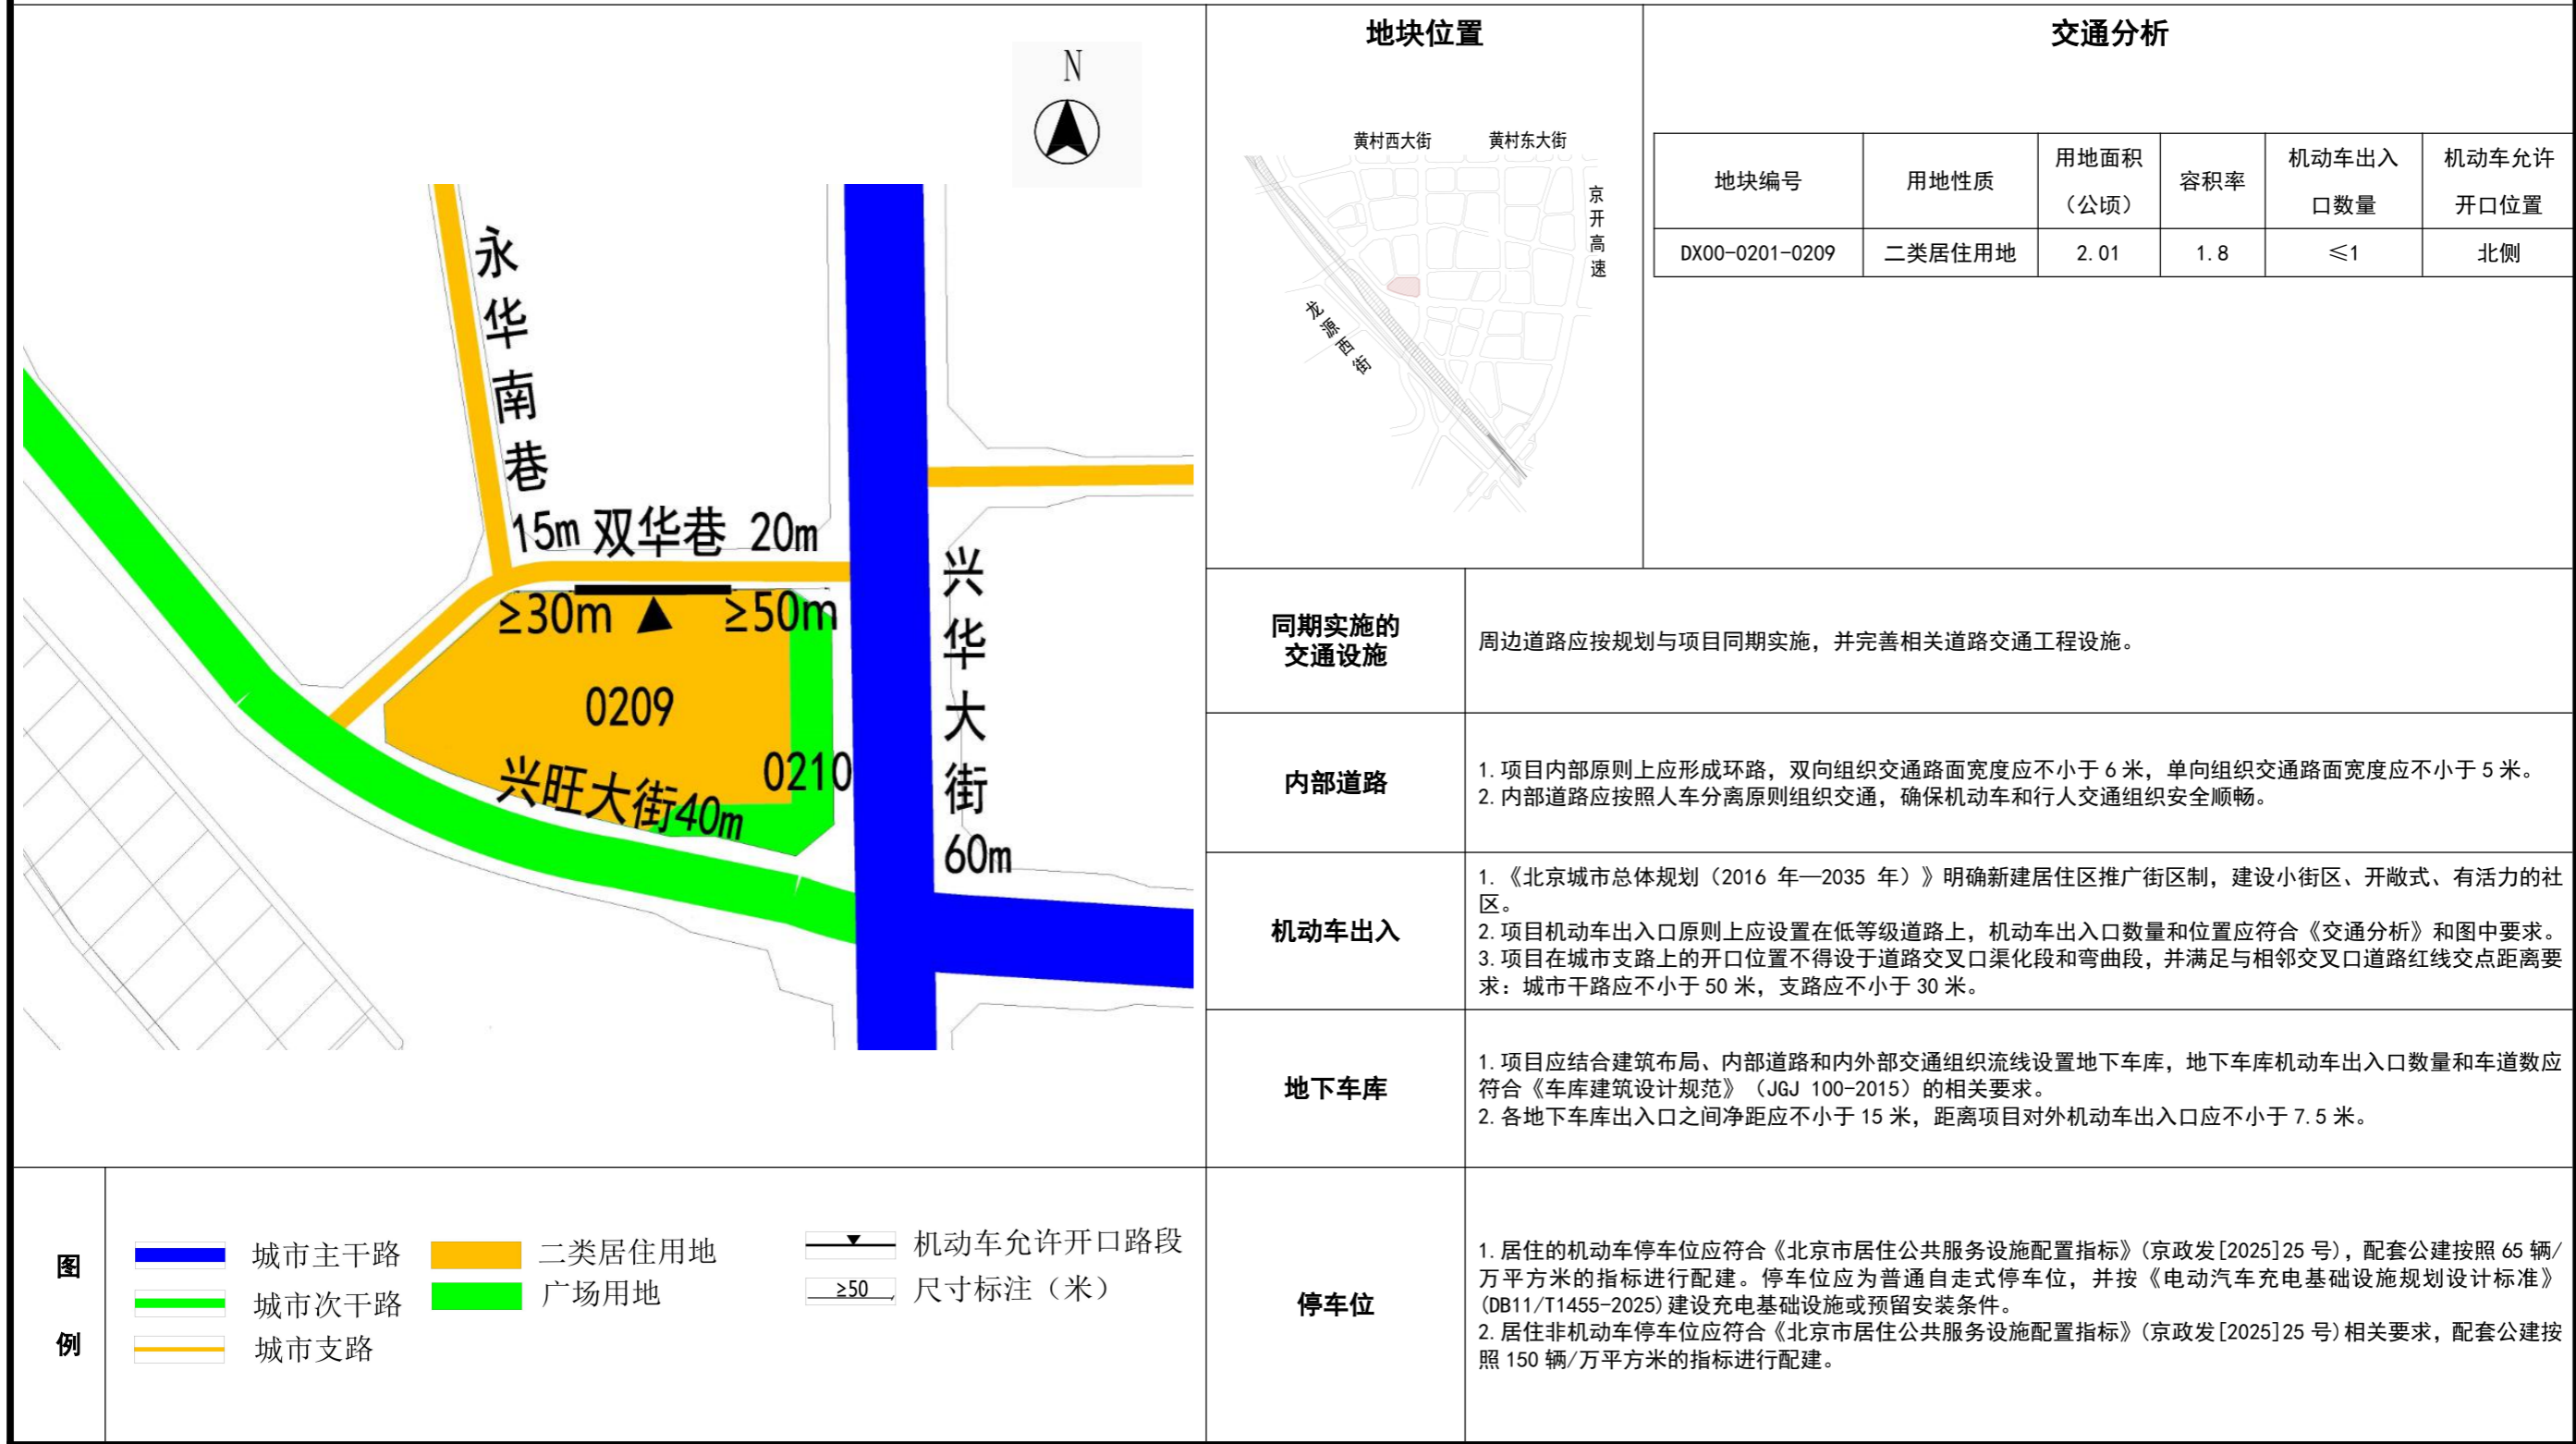 N
永华南巷
15m 双华巷 20m
≥30m
≥50m
0209
0210
兴旺大街40m
兴华大街
60m
地块位置
黄村西大街 黄村东大街
京开高速
龙源西街
交通分析
地块编号 用地性质 用地面积（公顷） 容积率 机动车出入口数量 机动车允许开口位置
DX00-0201-0209 二类居住用地 2.01 1.8 ≤1 北侧
同期实施的
交通设施
周边道路应按规划与项目同期实施，并完善相关道路交通工程设施。
内部道路
1.项目内部原则上应形成环路，双向组织交通路面宽度应不小于6米，单向组织交通路面宽度应不小于5米。
2.内部道路应按照人车分离原则组织交通，确保机动车和行人交通组织安全顺畅。
机动车出入
1.《北京城市总体规划（2016 年—2035 年）》明确新建居住区推广街区制，建设小街区、开敞式、有活力的社
区。
2.项目机动车出入口原则上应设置在低等级道路上，机动车出入口数量和位置应符合《交通分析》和图中要求。
3.项目在城市支路上的开口位置不得设于道路交叉口渠化段和弯曲段，并满足与相邻交叉口道路红线交点距离要
求：城市干路应不小于50米，支路应不小于30米。
地下车库
1.项目应结合建筑布局、内部道路和内外部交通组织流线设置地下车库，地下车库机动车出入口数量和车道数应
符合《车库建筑设计规范》（JGJ 100-2015）的相关要求。
2.各地下车库出入口之间净距应不小于15米，距离项目对外机动车出入口应不小于7.5米。
停车位
1.居住的机动车停车位应符合《北京市居住公共服务设施配置指标》(京政发[2025]25号)，配套公建按照65辆/
万平方米的指标进行配建。停车位应为普通自走式停车位，并按《电动汽车充电基础设施规划设计标准》
(DB11/T1455-2025)建设充电基础设施或预留安装条件。
2.居住非机动车停车位应符合《北京市居住公共服务设施配置指标》(京政发[2025]25号)相关要求，配套公建按
照150辆/万平方米的指标进行配建。
图例
城市主干路
城市次干路
城市支路
二类居住用地
广场用地
机动车允许开口路段
≥50 尺寸标注（米）